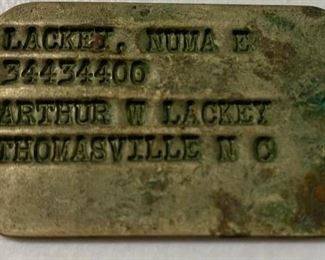 LACKEY, NUMA E
34434400
ARTHUR W LACKEY
THOMASVILLE N C